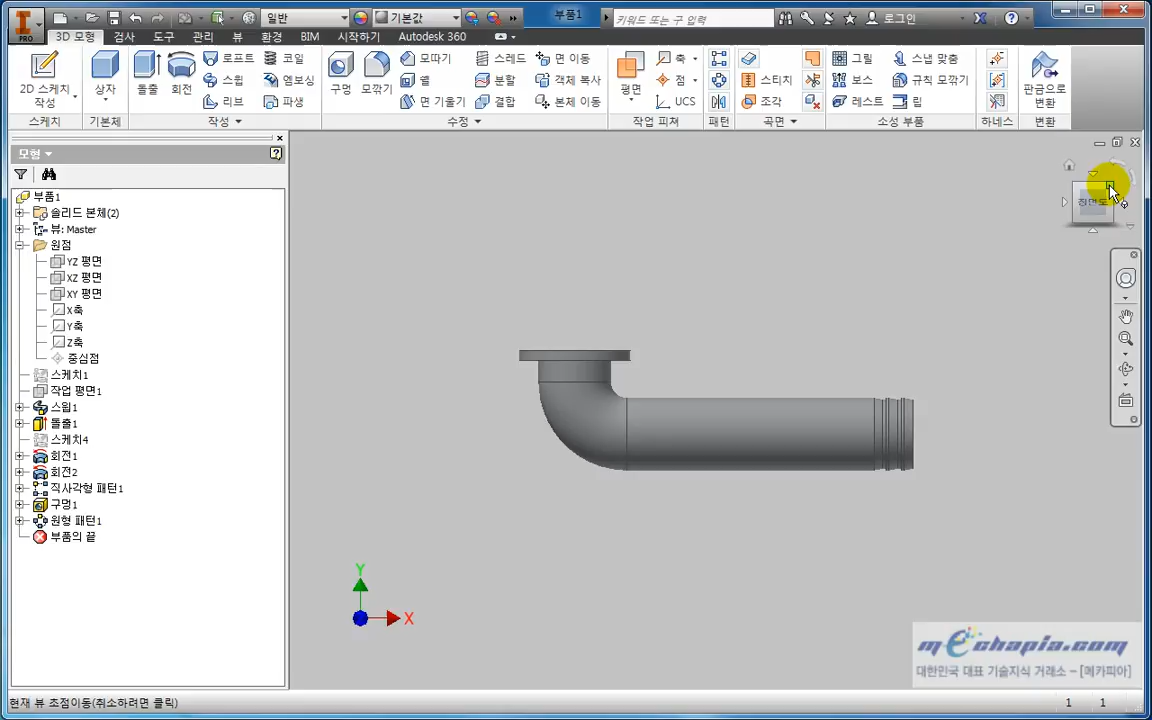 PRO
일반
기본값
부품1
키워드 또는 구 입력
로그인
3D 모형 검사 도구 관리 뷰 환경 BIM 시작하기 Autodesk 360
2D 스케치
작성
상자
돌출
회전
로프트
스윕
리브
코일
엠보싱
파생
구멍
모깎기
모따기
쉘
면 기울기
스레드
분할
결합
면 이동
객체 복사
본체 이동
평면
축
점
UCS
스티치
조각
그릴
보스
레스트
스냅 맞춤
규칙 모깎기
립
판금으로
변환
스케치 기본체 작성 수정 작업 피쳐 패턴 곡면 소성 부품 하네스 변환
모형
부품1
솔리드 본체(2)
뷰: Master
원점
YZ 평면
XZ 평면
XY 평면
X축
Y축
Z축
중심점
스케치1
작업 평면1
스윕1
돌출1
스케치4
회전1
회전2
직사각형 패턴1
구멍1
원형 패턴1
부품의 끝
정면도
Y
X
mEchapia.com
대한민국 대표 기술지식 거래소 – [메카피아]
현재 뷰 초점이동(취소하려면 클릭)
1 1